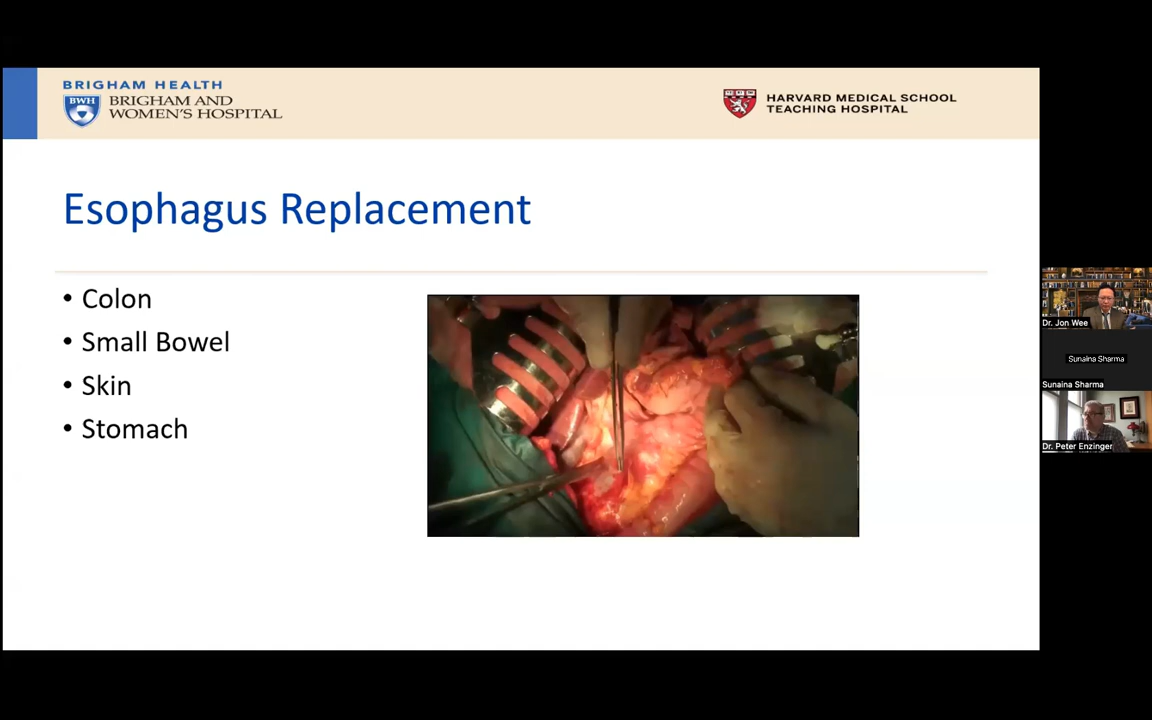 BRIGHAM HEALTH
BWH
BRIGHAM AND
WOMEN'S HOSPITAL
HARVARD MEDICAL SCHOOL
TEACHING HOSPITAL
Esophagus Replacement
• Colon
• Small Bowel
• Skin
• Stomach
Dr. Jon Wee
Sunaina Sharma
Sunaina Sharma
Dr. Peter Enzinger